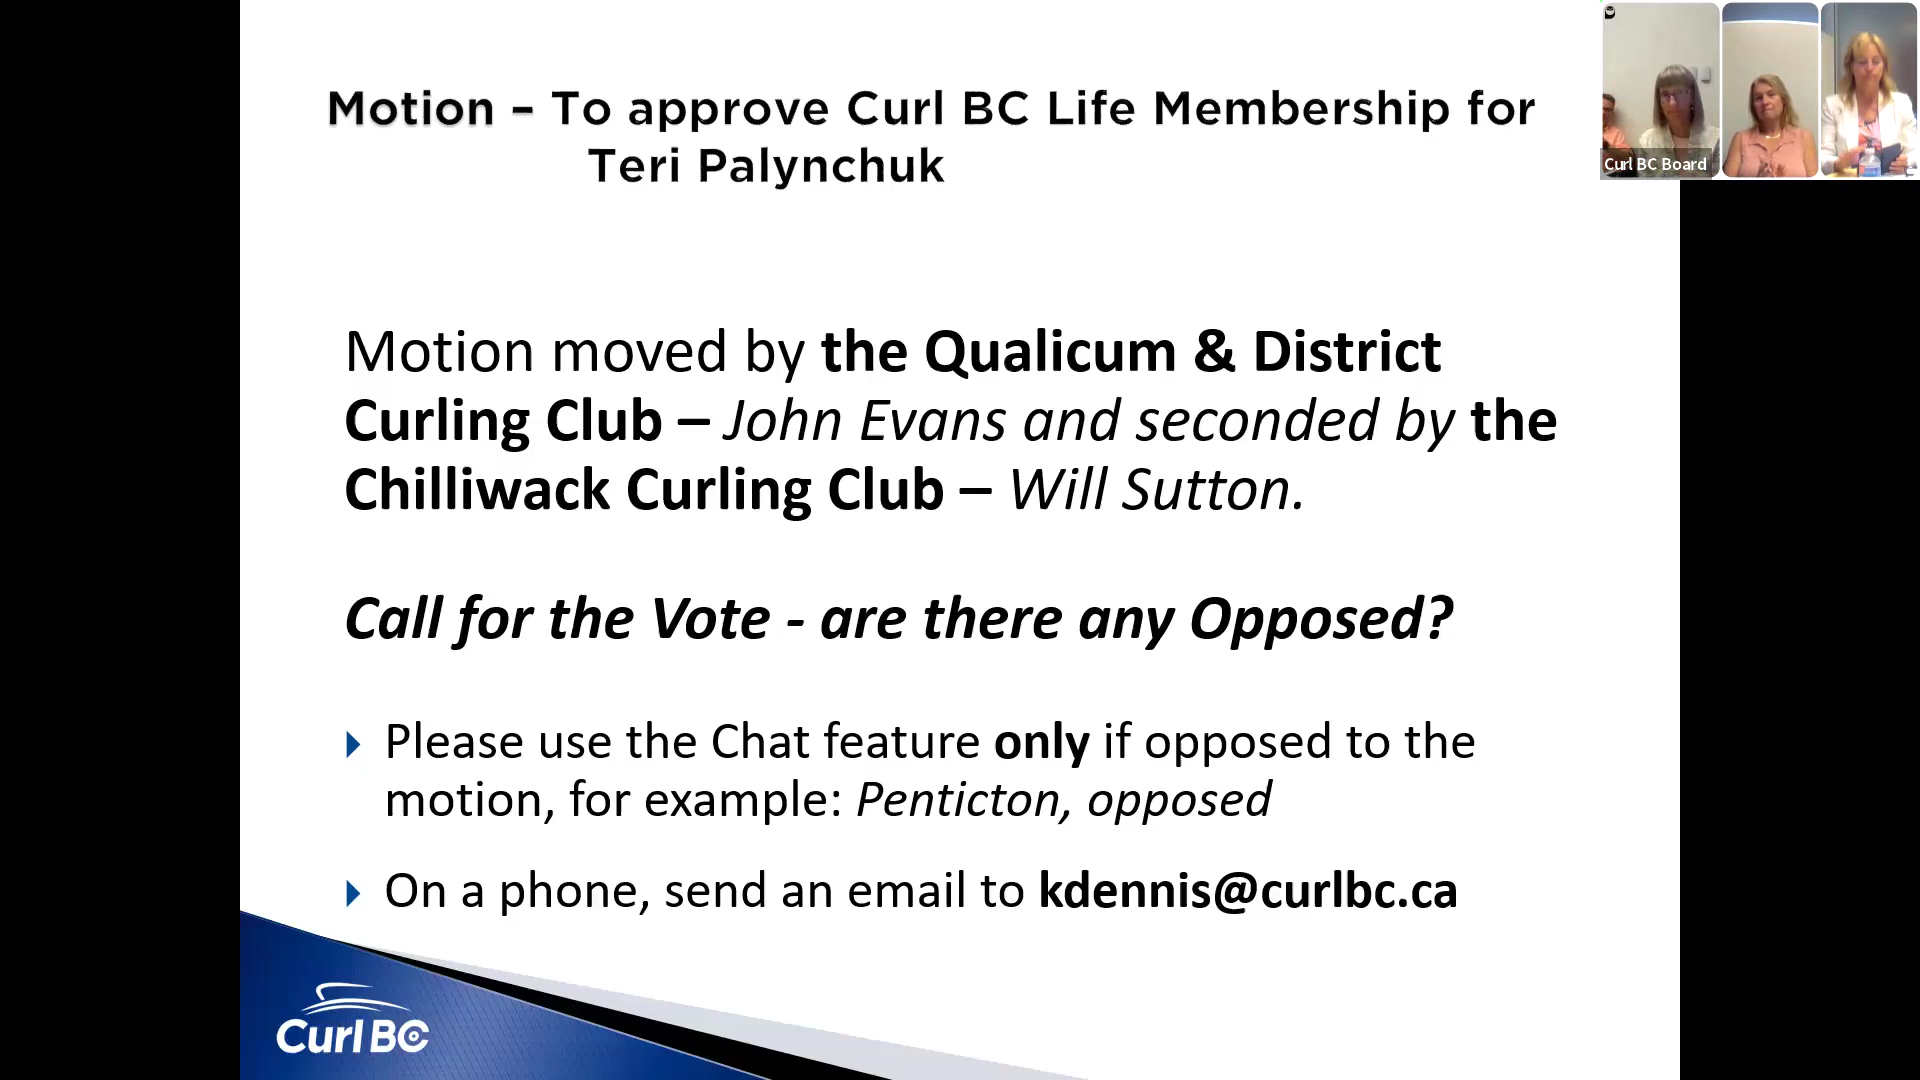 Motion – To approve Curl BC Life Membership for
Teri Palynchuk
Curl BC Board
Motion moved by the Qualicum & District
Curling Club – John Evans and seconded by the
Chilliwack Curling Club – Will Sutton.
Call for the Vote - are there any Opposed?
Please use the Chat feature only if opposed to the
motion, for example: Penticton, opposed
On a phone, send an email to kdennis@curlbc.ca
Curl BC